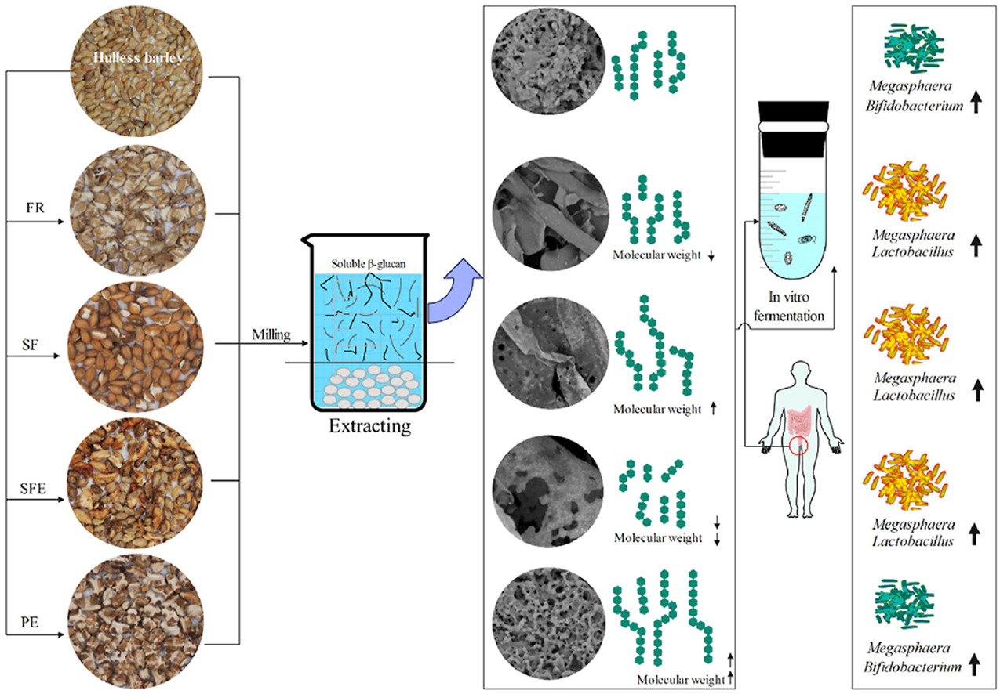 Hulless barley
FR
SF
SFE
PE
Milling
Soluble β-glucan
Extracting
Molecular weight ↓
Molecular weight ↑
Molecular weight ↓↓
Molecular weight ↑↑
In vitro
fermentation
Megasphaera
Bifidobacterium ↑
Megasphaera
Lactobacillus ↑
Megasphaera
Lactobacillus ↑
Megasphaera
Lactobacillus ↑
Megasphaera
Bifidobacterium ↑